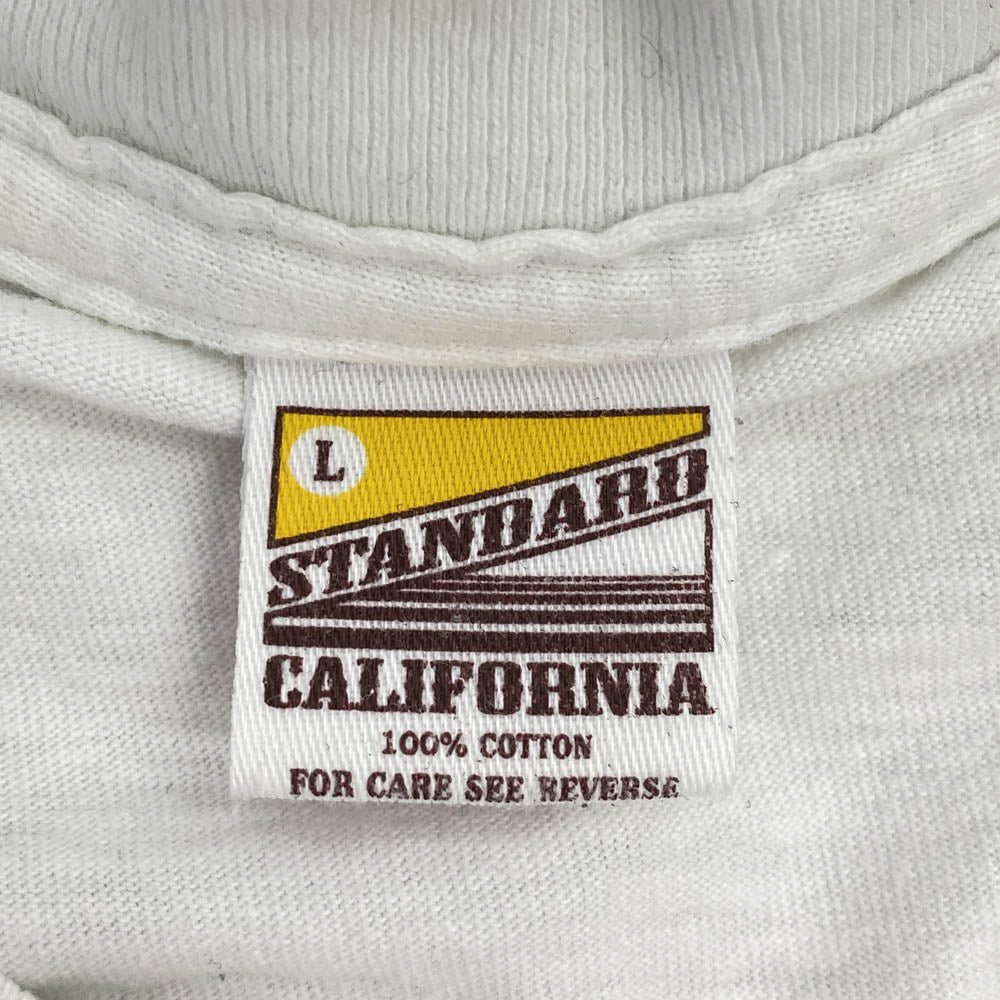 L
STANDARD
CALIFORNIA
100% COTTON
FOR CARE SEE REVERSE